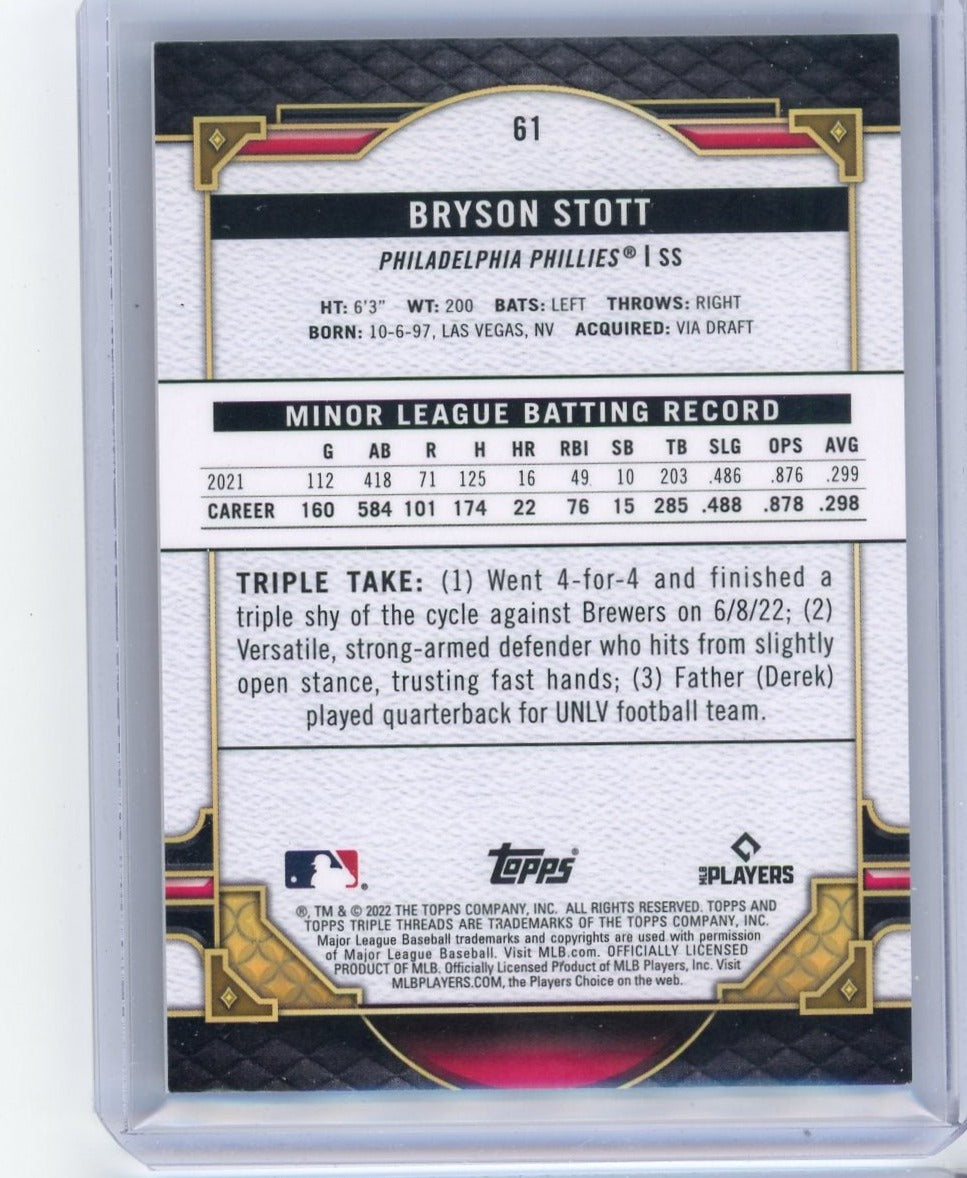 61
BRYSON STOTT
PHILADELPHIA PHILLIES® | SS
HT: 6'3" WT: 200 BATS: LEFT THROWS: RIGHT
BORN: 10-6-97, LAS VEGAS, NV ACQUIRED: VIA DRAFT
MINOR LEAGUE BATTING RECORD
G AB R H HR RBI SB TB SLG OPS AVG
2021 112 418 71 125 16 49 10 203 .486 .876 .299
CAREER 160 584 101 174 22 76 15 285 .488 .878 .298
TRIPLE TAKE: (1) Went 4-for-4 and finished a
triple shy of the cycle against Brewers on 6/8/22; (2)
Versatile, strong-armed defender who hits from slightly
open stance, trusting fast hands; (3) Father (Derek)
played quarterback for UNLV football team.
® topps® MLB PLAYERS
®, TM & © 2022 THE TOPPS COMPANY, INC. ALL RIGHTS RESERVED. TOPPS AND
TOPPS TRIPLE THREADS ARE TRADEMARKS OF THE TOPPS COMPANY, INC.
Major League Baseball trademarks and copyrights are used with permission
of Major League Baseball. Visit MLB.com. OFFICIALLY LICENSED
PRODUCT OF MLB. Officially Licensed Product of MLB Players, Inc. Visit
MLBPLAYERS.COM, the Players Choice on the web.